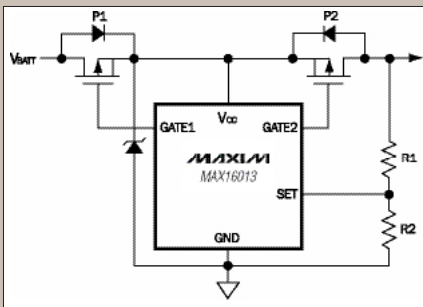 P1
P2
VBATT
VCC
GATE1
GATE2
MAXIM
MAX16013
SET
GND
R1
R2